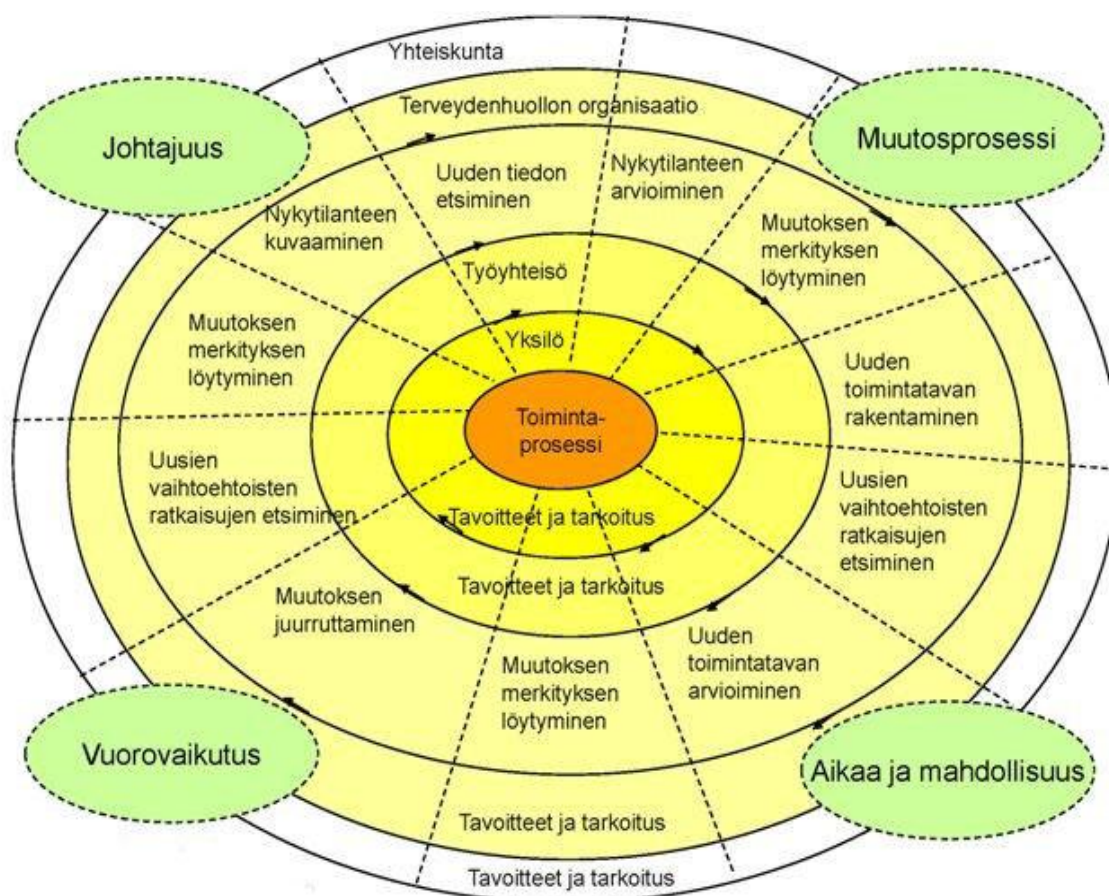 Yhteiskunta
Terveydenhuollon organisaatio
Johtajuus
Muutosprosessi
Uuden tiedon
etsiminen
Nykytilanteen
arvioiminen
Nykytilanteen
kuvaaminen
Muutoksen
merkityksen
löytyminen
Työyhteisö
Muutoksen
merkityksen
löytyminen
Yksilö
Uuden
toimintatavan
rakentaminen
Toiminta-
prosessi
Uusien
vaihtoehtoisten
ratkaisujen etsiminen
Uusien
vaihtoehtoisten
ratkaisujen
etsiminen
Tavoitteet ja tarkoitus
Tavoitteet ja tarkoitus
Muutoksen
juurruttaminen
Uuden
toimintatavan
arvioiminen
Muutoksen
merkityksen
löytyminen
Vuorovaikutus
Aikaa ja mahdollisuus
Tavoitteet ja tarkoitus
Tavoitteet ja tarkoitus